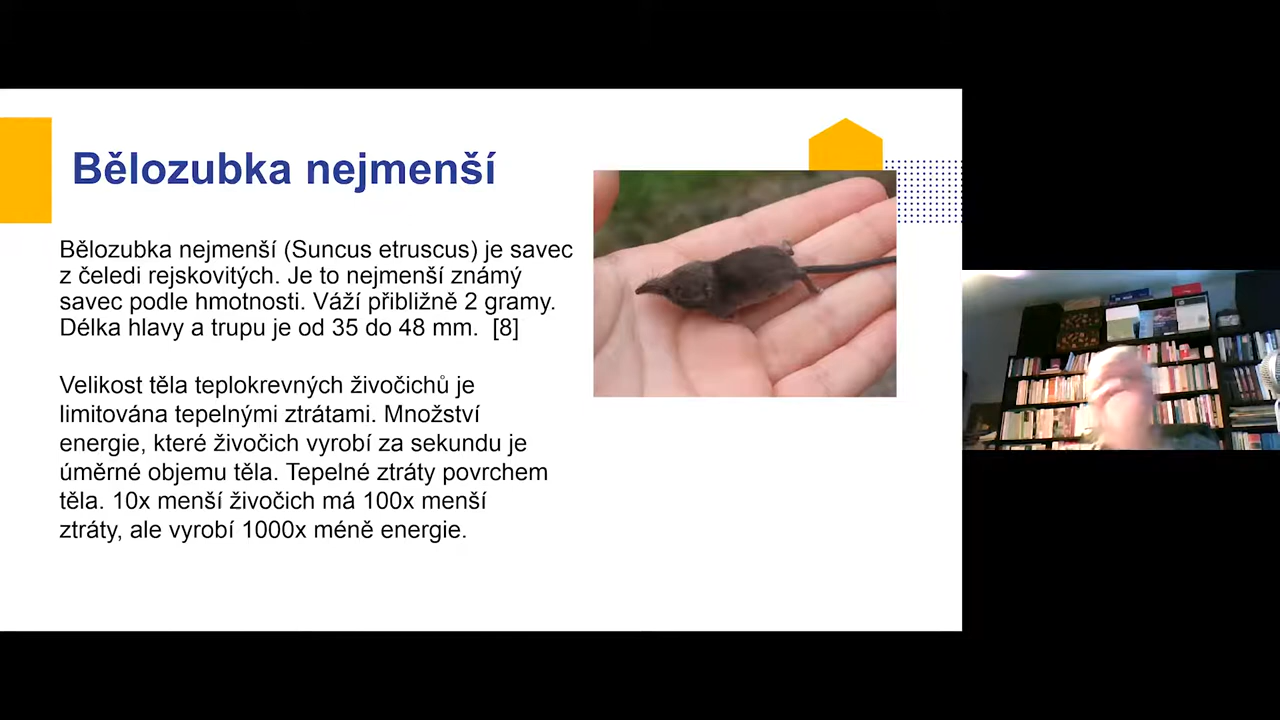 Bělozubka nejmenší
Bělozubka nejmenší (Suncus etruscus) je savec
z čeledi rejskovitých. Je to nejmenší známý
savec podle hmotnosti. Váží přibližně 2 gramy.
Délka hlavy a trupu je od 35 do 48 mm. [8]
Velikost těla teplokrevných živočichů je
limitována tepelnými ztrátami. Množství
energie, které živočich vyrobí za sekundu je
úměrné objemu těla. Tepelné ztráty povrchem
těla. 10x menší živočich má 100x menší
ztráty, ale vyrobí 1000x méně energie.